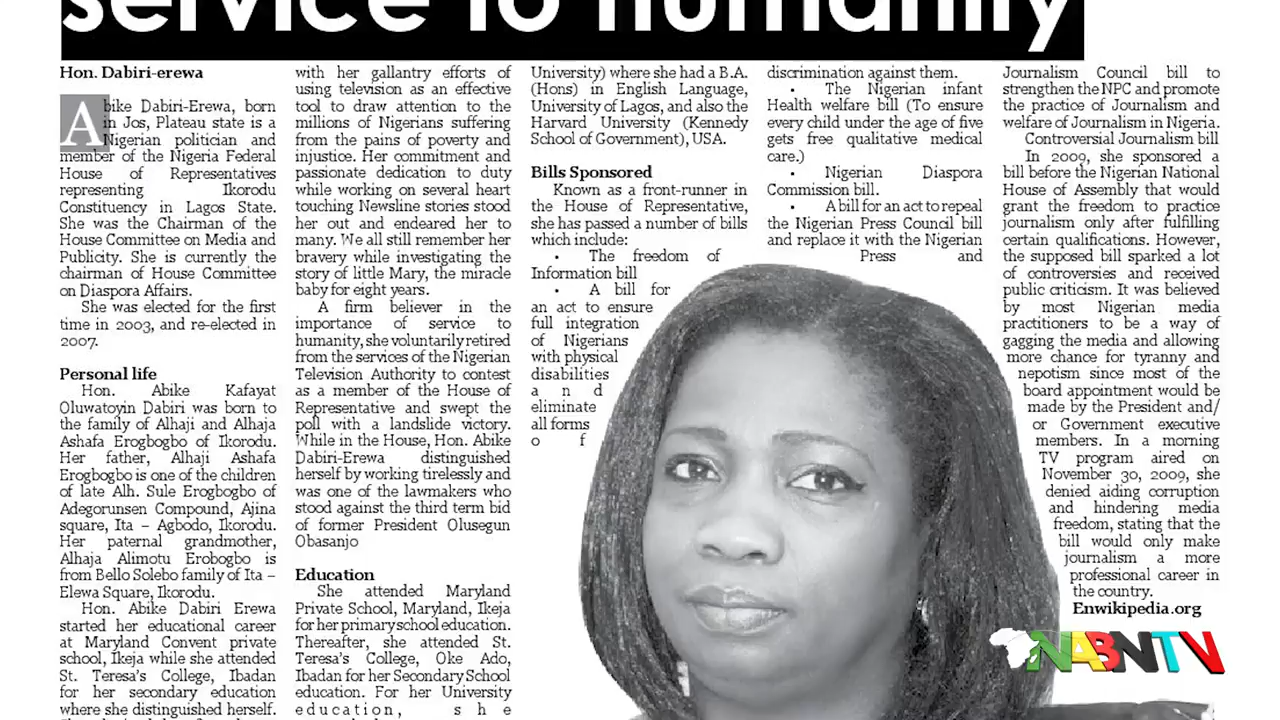 service to humanity
Hon. Dabiri-erewa
Abike Dabiri-Erewa, born
in Jos, Plateau state is a
Nigerian politician and
member of the Nigeria Federal
House of Representatives
representing Ikorodu
Constituency in Lagos State.
She was the Chairman of the
House Committee on Media and
Publicity. She is currently the
chairman of House Committee
on Diaspora Affairs.
She was elected for the first
time in 2003, and re-elected in
2007.
Personal life
Hon. Abike Kafayat
Oluwatoyin Dabiri was born to
the family of Alhaji and Alhaja
Ashafa Erogbogbo of Ikorodu.
Her father, Alhaji Ashafa
Erogbogbo is one of the children
of late Alh. Sule Erogbogbo of
Adegorunsen Compound, Ajina
square, Ita – Agbodo, Ikorodu.
Her paternal grandmother,
Alhaja Alimotu Erobogbo is
from Bello Solebo family of Ita –
Elewa Square, Ikorodu.
Hon. Abike Dabiri Erewa
started her educational career
at Maryland Convent private
school, Ikeja while she attended
St. Teresa's College, Ibadan
for her secondary education
where she distinguished herself.
with her gallantry efforts of
using television as an effective
tool to draw attention to the
millions of Nigerians suffering
from the pains of poverty and
injustice. Her commitment and
passionate dedication to duty
while working on several heart
touching Newsline stories stood
her out and endeared her to
many. We all still remember her
bravery while investigating the
story of little Mary, the miracle
baby for eight years.
A firm believer in the
importance of service to
humanity, she voluntarily retired
from the services of the Nigerian
Television Authority to contest
as a member of the House of
Representative and swept the
poll with a landslide victory.
While in the House, Hon. Abike
Dabiri-Erewa distinguished
herself by working tirelessly and
was one of the lawmakers who
stood against the third term bid
of former President Olusegun
Obasanjo
Education
She attended Maryland
Private School, Maryland, Ikeja
for her primary school education.
Thereafter, she attended St.
Teresa's College, Oke Ado,
Ibadan for her Secondary School
education. For her University
education, she
University) where she had a B.A.
(Hons) in English Language,
University of Lagos, and also the
Harvard University (Kennedy
School of Government), USA.
Bills Sponsored
Known as a front-runner in
the House of Representative,
she has passed a number of bills
which include:
• The freedom of
Information bill
• A bill for
an act to ensure
full integration
of Nigerians
with physical
disabilities
and
eliminate
all forms
of
discrimination against them.
• The Nigerian infant
Health welfare bill (To ensure
every child under the age of five
gets free qualitative medical
care.)
• Nigerian Diaspora
Commission bill.
• A bill for an act to repeal
the Nigerian Press Council bill
and replace it with the Nigerian
Press and
Journalism Council bill to
strengthen the NPC and promote
the practice of Journalism and
welfare of Journalism in Nigeria.
Controversial Journalism bill
In 2009, she sponsored a
bill before the Nigerian National
House of Assembly that would
grant the freedom to practice
journalism only after fulfilling
certain qualifications. However,
the supposed bill sparked a lot
of controversies and received
public criticism. It was believed
by most Nigerian media
practitioners to be a way of
gagging the media and allowing
more chance for tyranny and
nepotism since most of the
board appointment would be
made by the President and/
or Government executive
members. In a morning
TV program aired on
November 30, 2009, she
denied aiding corruption
and hindering media
freedom, stating that the
bill would only make
journalism a more
professional career in
the country.
Enwikipedia.org
NABNTV